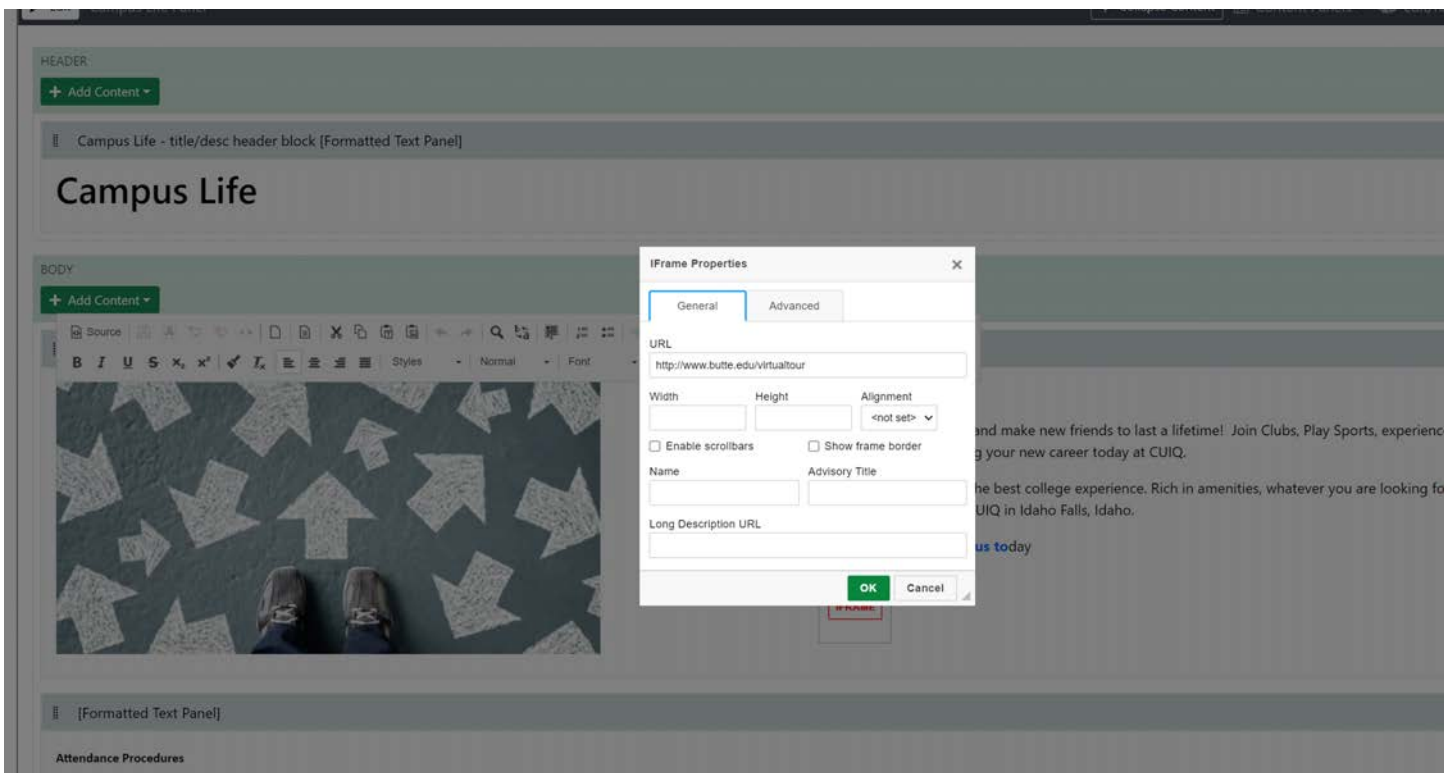 HEADER
Add Content
Campus Life - title/desc header block [Formatted Text Panel]
Campus Life
BODY
Add Content
Source
B I U S x₂ x² Tx Styles Normal Font
IFrame Properties
General Advanced
URL
http://www.butte.edu/virtualtour
Width Height Alignment
<not set>
Enable scrollbars Show frame border
Name Advisory Title
Long Description URL
OK Cancel
and make new friends to last a lifetime! Join Clubs, Play Sports, experience
your new career today at CUIQ.
best college experience. Rich in amenities, whatever you are looking fo
UIQ in Idaho Falls, Idaho.
us today
IFRAME
[Formatted Text Panel]
Attendance Procedures